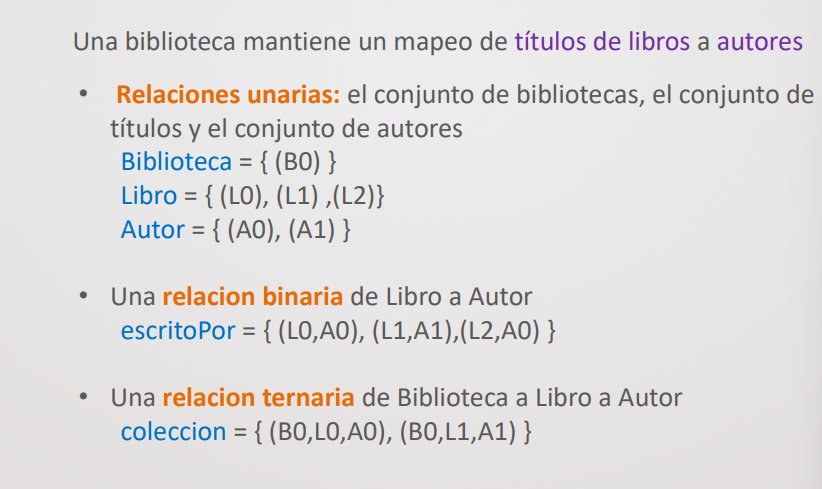 Una biblioteca mantiene un mapeo de títulos de libros a autores
• Relaciones unarias: el conjunto de bibliotecas, el conjunto de
títulos y el conjunto de autores
Biblioteca = { (B0) }
Libro = { (L0), (L1) ,(L2)}
Autor = { (A0), (A1) }
• Una relacion binaria de Libro a Autor
escritoPor = { (L0,A0), (L1,A1),(L2,A0) }
• Una relacion ternaria de Biblioteca a Libro a Autor
coleccion = { (B0,L0,A0), (B0,L1,A1) }